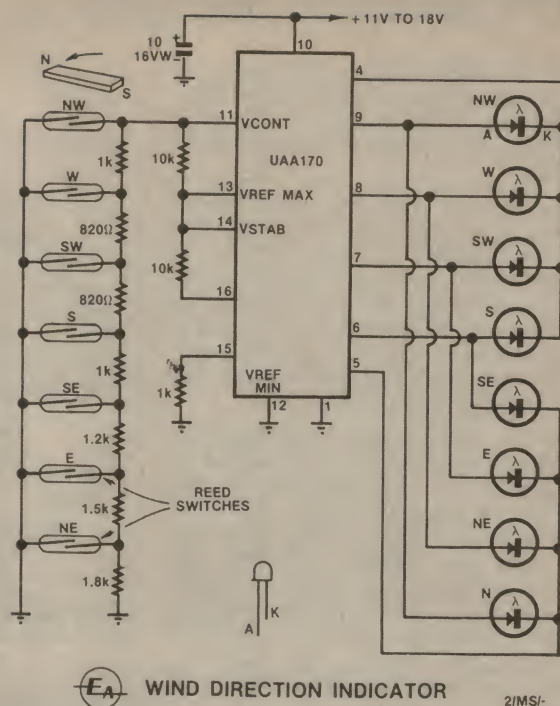 + 11V TO 18V
10
16VW
+
−
10
4
N
S
NW
11
VCONT
9
NW
A
K
λ
1k
10k
UAA170
W
13
VREF MAX
8
W
λ
14
VSTAB
820Ω
SW
7
SW
λ
10k
820Ω
16
S
6
S
λ
15
VREF
MIN
5
1k
1k
SE
12
1
SE
λ
1.2k
E
REED
SWITCHES
E
λ
1.5k
NE
NE
λ
1.8k
K
A
N
λ
EA
WIND DIRECTION INDICATOR
2/MS/-